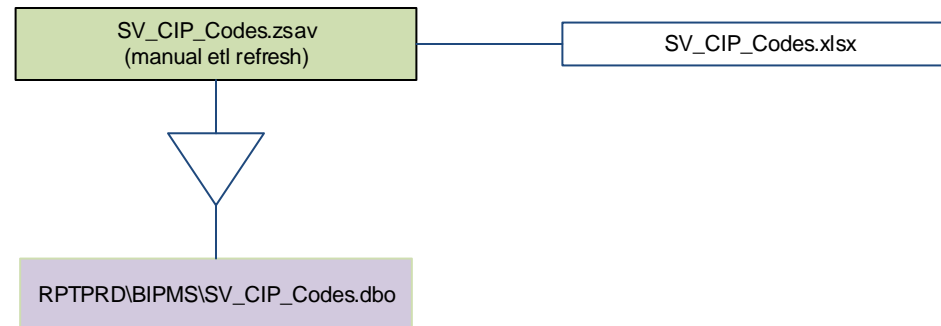 SV_CIP_Codes.zsav
(manual etl refresh)
SV_CIP_Codes.xlsx
RPTPRD\BIPMS\SV_CIP_Codes.dbo